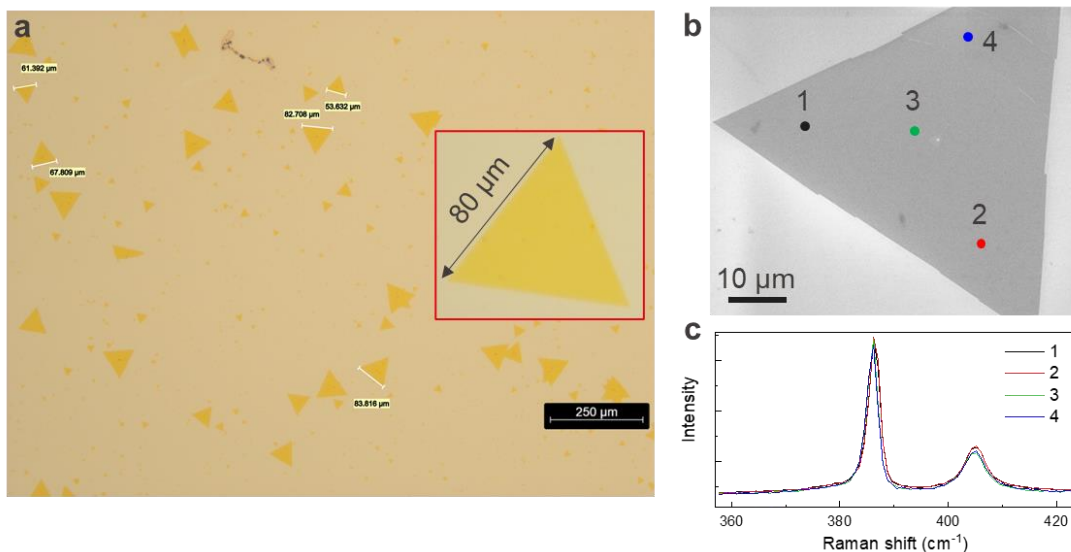 a
61.392 µm
53.632 µm
82.708 µm
67.809 µm
80 µm
83.816 µm
250 µm
b
4
1
3
2
10 µm
c
1
2
3
4
Intensity
360
380
400
420
Raman shift (cm⁻¹)